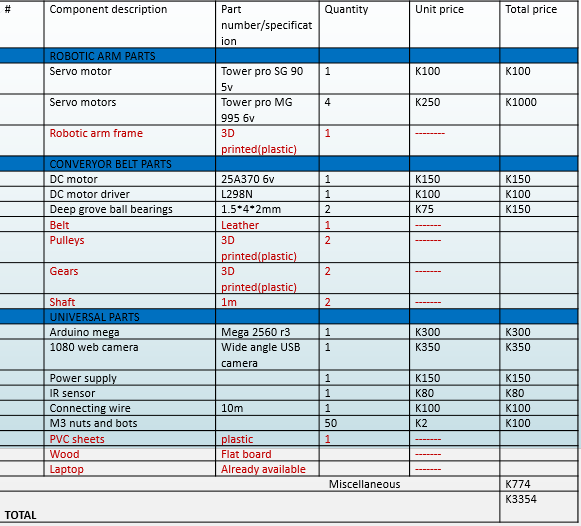 # Component description Part number/specificat ion Quantity Unit price Total price
ROBOTIC ARM PARTS
Servo motor Tower pro SG 90 5v 1 K100 K100
Servo motors Tower pro MG 995 6v 4 K250 K1000
Robotic arm frame 3D printed(plastic) 1 --------
CONVERYOR BELT PARTS
DC motor 25A370 6v 1 K150 K150
DC motor driver L298N 1 K100 K100
Deep grove ball bearings 1.5*4*2mm 2 K75 K150
Belt Leather 1 -------
Pulleys 3D printed(plastic) 2 -------
Gears 3D printed(plastic) 2 -------
Shaft 1m 2 -------
UNIVERSAL PARTS
Arduino mega Mega 2560 r3 1 K300 K300
1080 web camera Wide angle USB camera 1 K350 K350
Power supply 1 K150 K150
IR sensor 1 K80 K80
Connecting wire 10m 1 K100 K100
M3 nuts and bots 50 K2 K100
PVC sheets plastic 1 -------
Wood Flat board -------
Laptop Already available -------
Miscellaneous K774
TOTAL K3354